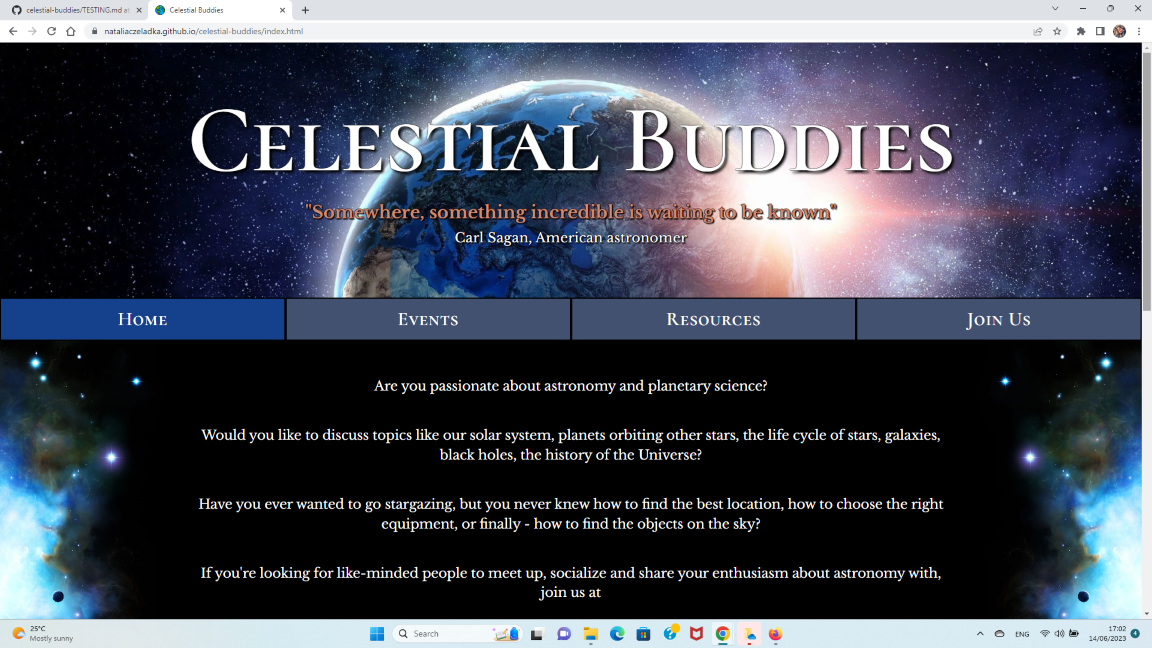 celestial-buddies/TESTING.md at
Celestial Buddies
nataliaczeladka.github.io/celestial-buddies/index.html
Celestial Buddies
"Somewhere, something incredible is waiting to be known"
Carl Sagan, American astronomer
Home Events Resources Join Us
Are you passionate about astronomy and planetary science?
Would you like to discuss topics like our solar system, planets orbiting other stars, the life cycle of stars, galaxies,
black holes, the history of the Universe?
Have you ever wanted to go stargazing, but you never knew how to find the best location, how to choose the right
equipment, or finally - how to find the objects on the sky?
If you're looking for like-minded people to meet up, socialize and share your enthusiasm about astronomy with,
join us at
25°C
Mostly sunny
Search
ENG
17:02
14/06/2023
4